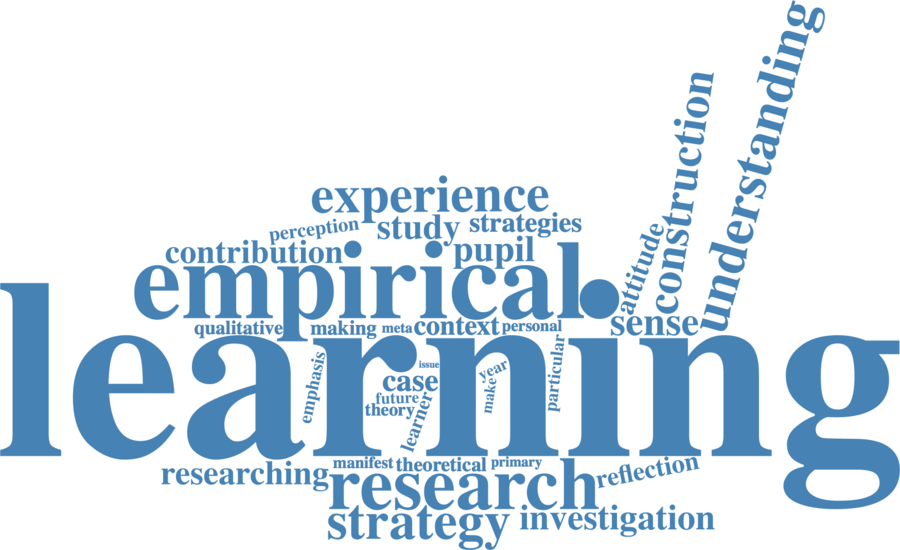 understanding
construction
experience
perception
study
strategies
attitude
contribution
pupil
empirical
sense
qualitative
making
meta
context
personal
learning
emphasis
issue
case
year
make
particular
future
theory
learner
researching
manifest
theoretical
primary
reflection
research
strategy
investigation